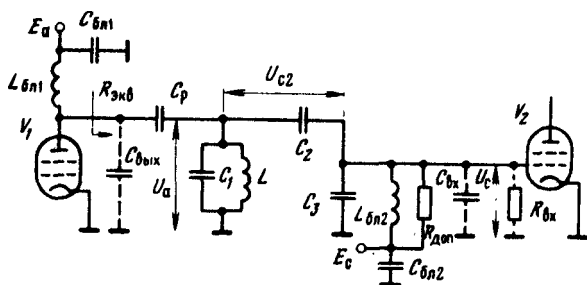 Eа
Cбл1
Lбл1
Rэкв
Cр
Uс2
V1
Cвых
Uа
C1
L
C2
C3
Lбл2
Rдоп
Cвх
Uс
Rвх
V2
Eс
Cбл2